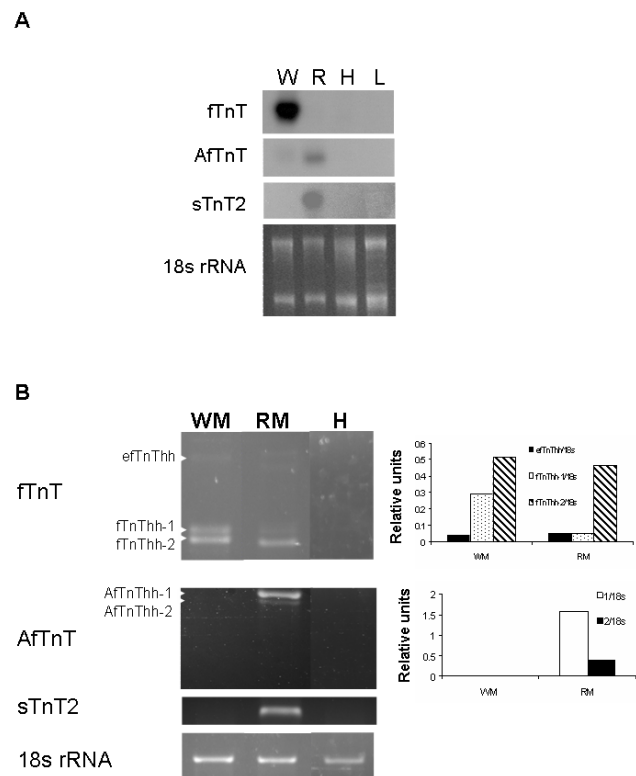 A
W R H L
fTnT
AfTnT
sTnT2
18s rRNA
B
WM RM H
efTnThh
fTnT
fTnThh-1
fTnThh-2
Relative units
0.6
0.5
0.4
0.3
0.2
0.1
0
efTnThh/18s
fTnThh-1/18s
fTnThh-2/18s
WM RM
AfTnThh-1
AfTnThh-2
AfTnT
Relative units
2
1.5
1
0.5
0
1/18s
2/18s
WM RM
sTnT2
18s rRNA